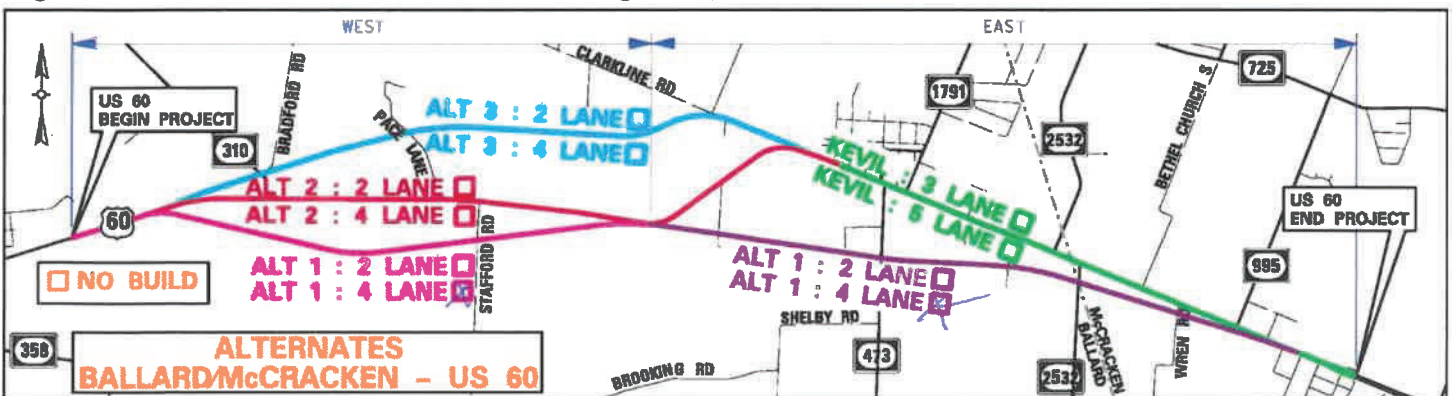 WEST
EAST
US 60
BEGIN PROJECT
310
BRADFORD RD
PACE LANE
CLARKLINE RD
ALT 3 : 2 LANE
ALT 3 : 4 LANE
1791
2532
BETHEL CHURCH S
725
60
ALT 2 : 2 LANE
ALT 2 : 4 LANE
STAFFORD RD
KEVIL : 3 LANE
KEVIL : 5 LANE
US 60
END PROJECT
NO BUILD
ALT 1 : 2 LANE
ALT 1 : 4 LANE
ALT 1 : 2 LANE
ALT 1 : 4 LANE
995
358
ALTERNATES
BALLARD/McCRACKEN - US 60
SHELBY RD
BROOKING RD
473
2532
McCRACKEN
BALLARD
WREN RD